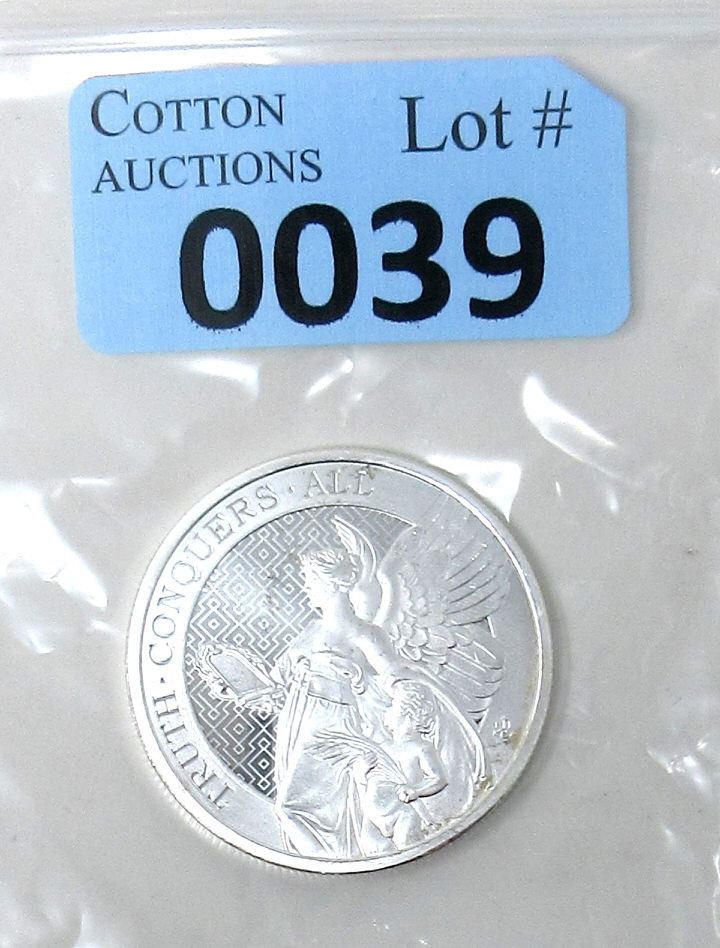 COTTON
AUCTIONS
Lot #
0039
TRUTH · CONQUERS · ALL